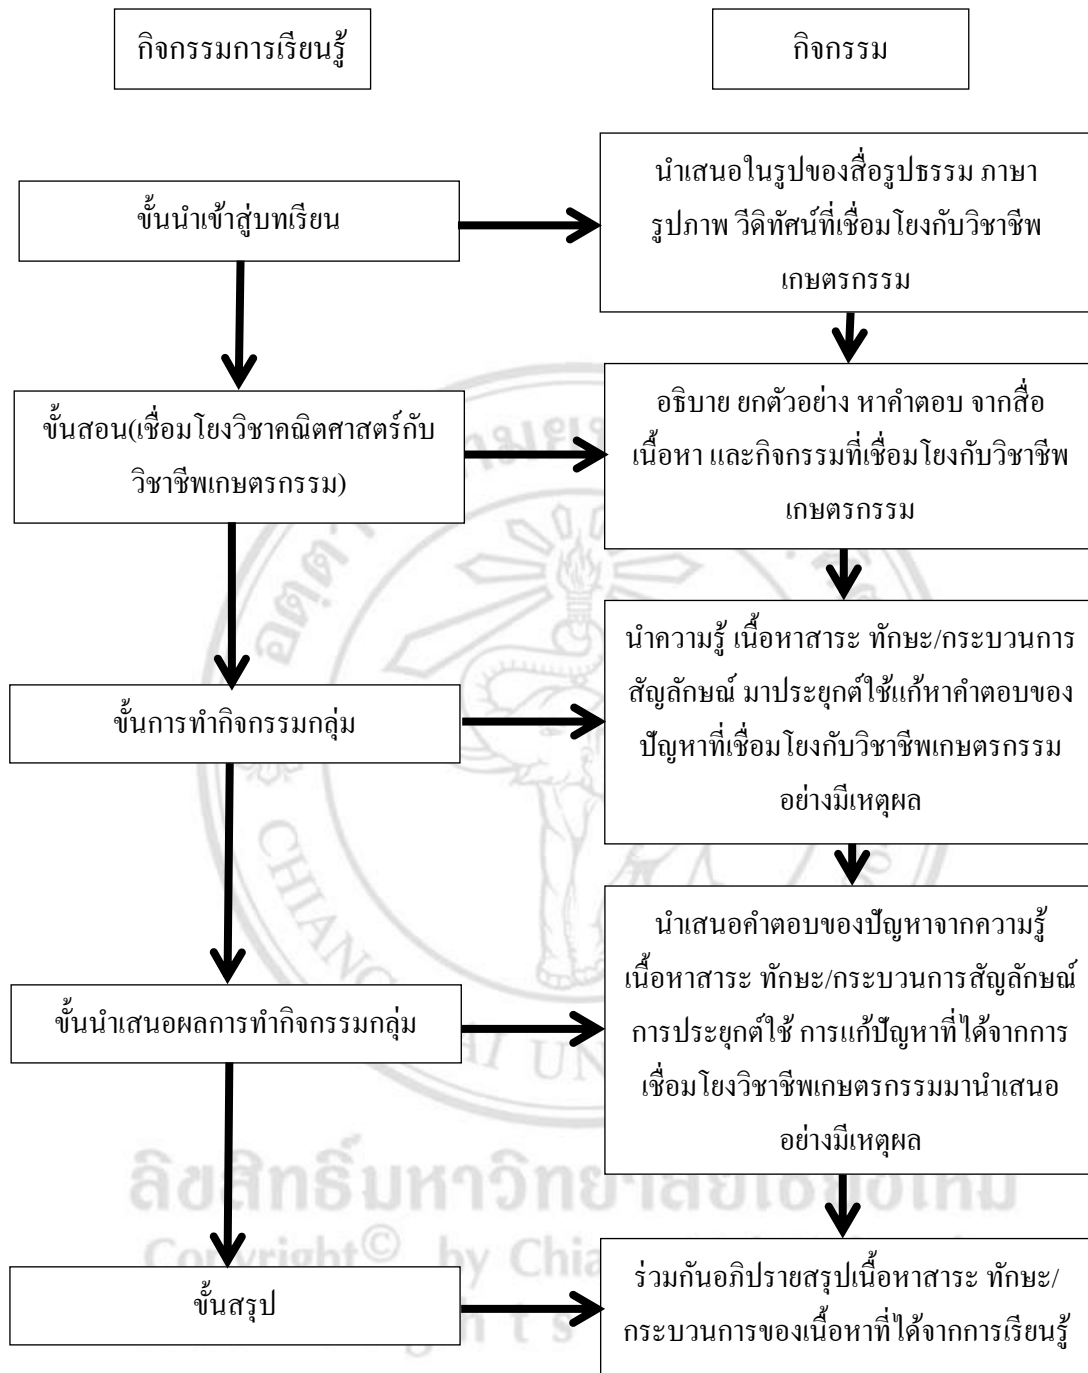 กิจกรรมการเรียนรู้
กิจกรรม
ขั้นนำเข้าสู่บทเรียน
นำเสนอในรูปของสื่อรูปธรรม ภาษา
รูปภาพ วีดิทัศน์ที่เชื่อมโยงกับวิชาชีพ
เกษตรกรรม
ขั้นสอน(เชื่อมโยงวิชาคณิตศาสตร์กับ
วิชาชีพเกษตรกรรม)
อธิบาย ยกตัวอย่าง หาคำตอบ จากสื่อ
เนื้อหา และกิจกรรมที่เชื่อมโยงกับวิชาชีพ
เกษตรกรรม
ขั้นการทำกิจกรรมกลุ่ม
นำความรู้ เนื้อหาสาระ ทักษะ/กระบวนการ
สัญลักษณ์ มาประยุกต์ใช้แก้หาคำตอบของ
ปัญหาที่เชื่อมโยงกับวิชาชีพเกษตรกรรม
อย่างมีเหตุผล
ขั้นนำเสนอผลการทำกิจกรรมกลุ่ม
นำเสนอคำตอบของปัญหาจากความรู้
เนื้อหาสาระ ทักษะ/กระบวนการสัญลักษณ์
การประยุกต์ใช้ การแก้ปัญหาที่ได้จากการ
เชื่อมโยงวิชาชีพเกษตรกรรมมานำเสนอ
อย่างมีเหตุผล
ขั้นสรุป
ร่วมกันอภิปรายสรุปเนื้อหาสาระ ทักษะ/
กระบวนการของเนื้อหาที่ได้จากการเรียนรู้
ลิขสิทธิ์มหาวิทยาลัยเชียงใหม่
Copyright© by Chia